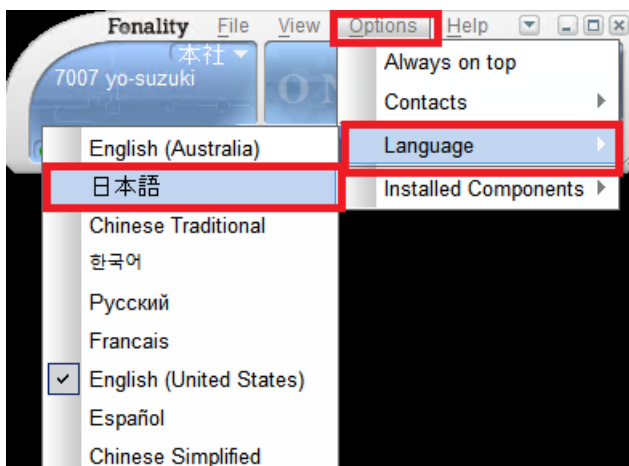 Fonality File View Options Help
本社
7007 yo-suzuki
Always on top
Contacts
Language
Installed Components
English (Australia)
日本語
Chinese Traditional
한국어
Русский
Francais
English (United States)
Español
Chinese Simplified